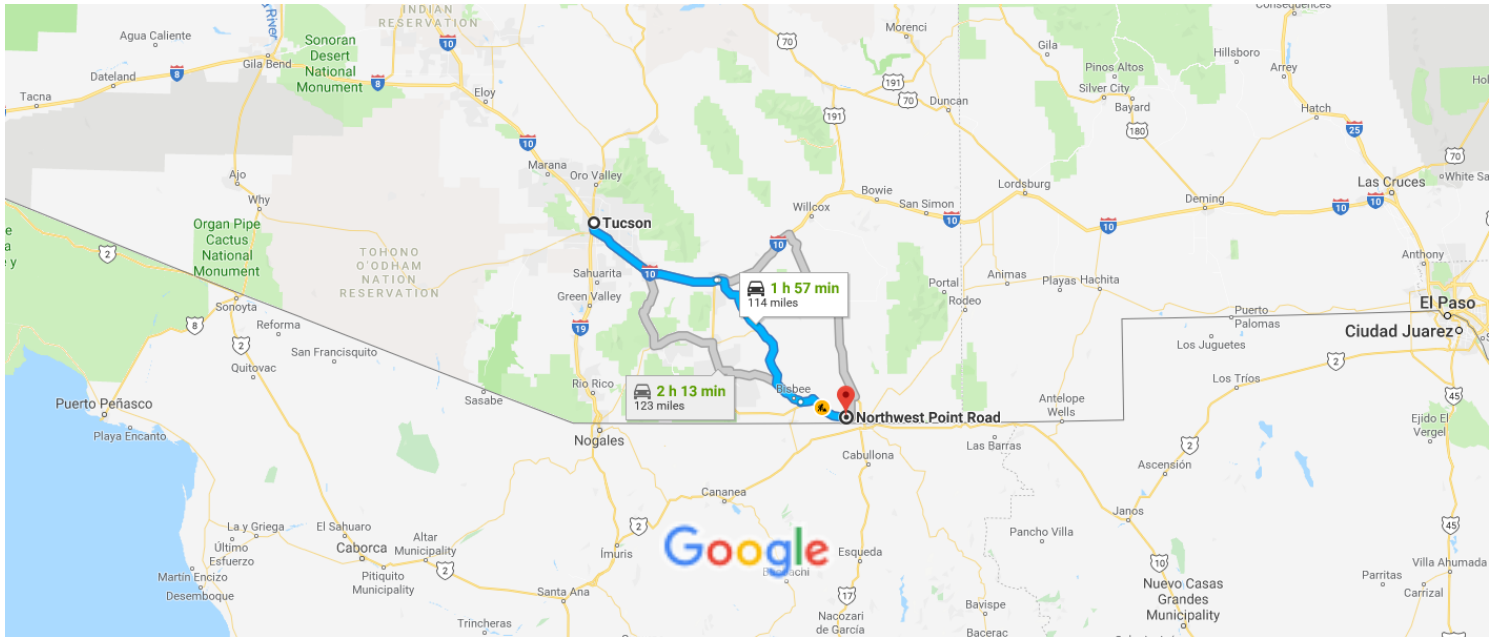 INDIAN
RESERVATION
Consequences
Agua Caliente
River
Sonoran
Desert
National
Monument
10
70
Morenci
Gila
Hillsboro
Dateland
8
Gila Bend
8
191
Pinos Altos
Arrey
Tacna
Eloy
70
Duncan
Silver City
Bayard
Hatch
191
180
25
10
70
Marana
Oro Valley
Ajo
Why
Willcox
Bowie
San Simon
10
Lordsburg
10
Deming
10
Las Cruces
10
White Sa
Tucson
Organ Pipe
Cactus
National
Monument
2
TOHONO
O'ODHAM
NATION
RESERVATION
10
10
Sahuarita
Green Valley
Anthony
Portal
Rodeo
Animas
Playas
Hachita
1 h 57 min
114 miles
Sonoyta
8
Reforma
2
San Francisquito
Quitovac
19
Puerto
Palomas
El Paso
Ciudad Juarez
Los Juguetes
2
Los Tríos
Rio Rico
Sasabe
2 h 13 min
123 miles
Bisbee
Northwest Point Road
Antelope
Wells
45
Puerto Peñasco
Playa Encanto
Nogales
Las Barras
2
Ejido El
Vergel
Cabullona
Ascensión
Cananea
Janos
La y Griega
El Sahuaro
Último
Esfuerzo
Caborca
Altar
Municipality
2
Ímuris
2
Google
Esqueda
Pancho Villa
45
Martín Encizo
Desemboque
Pitiquito
Municipality
2
10
Villa Ahumada
Santa Ana
17
Nuevo Casas
Grandes
Municipality
Parritas
Carrizal
Trincheras
Nacozari
de García
Bavispe
Bacerac